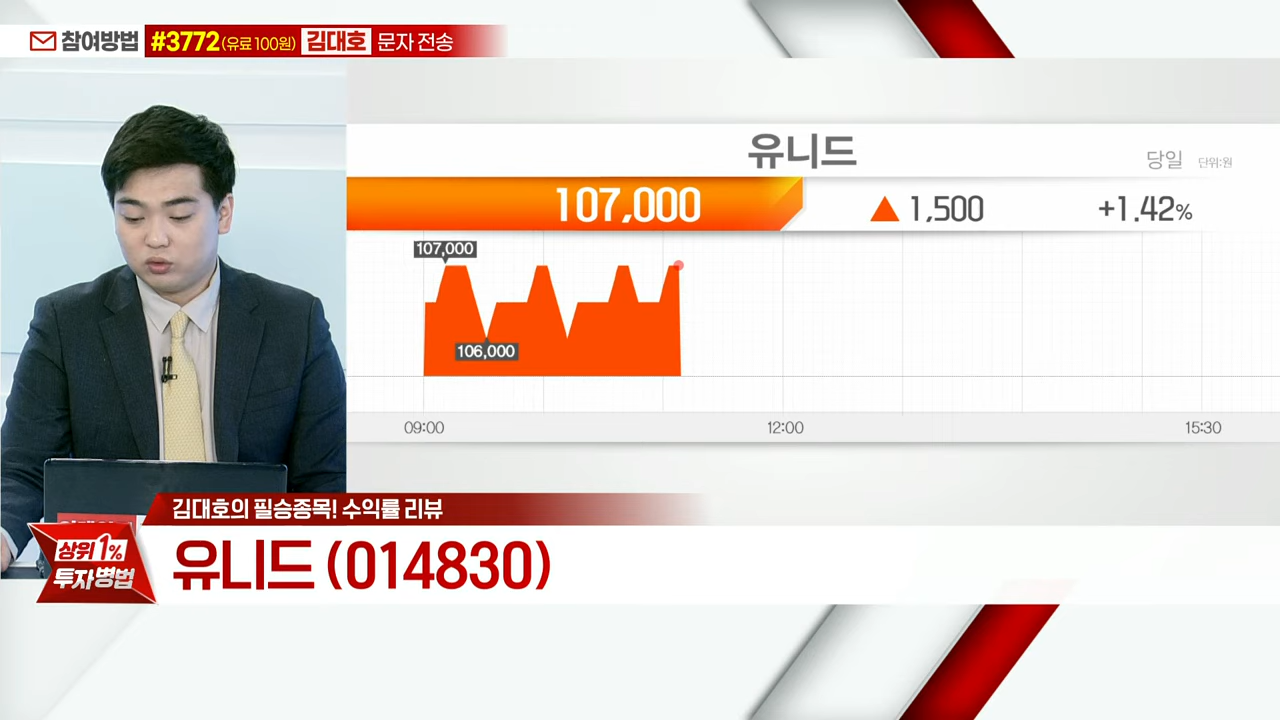 참여방법 #3772(유료 100원) 김대호 문자 전송
유니드
당일 단위:원
107,000 ▲ 1,500 +1.42%
107,000
106,000
09:00 12:00 15:30
김대호의 필승종목! 수익률 리뷰
상위 1%
투자병법
유니드 (014830)